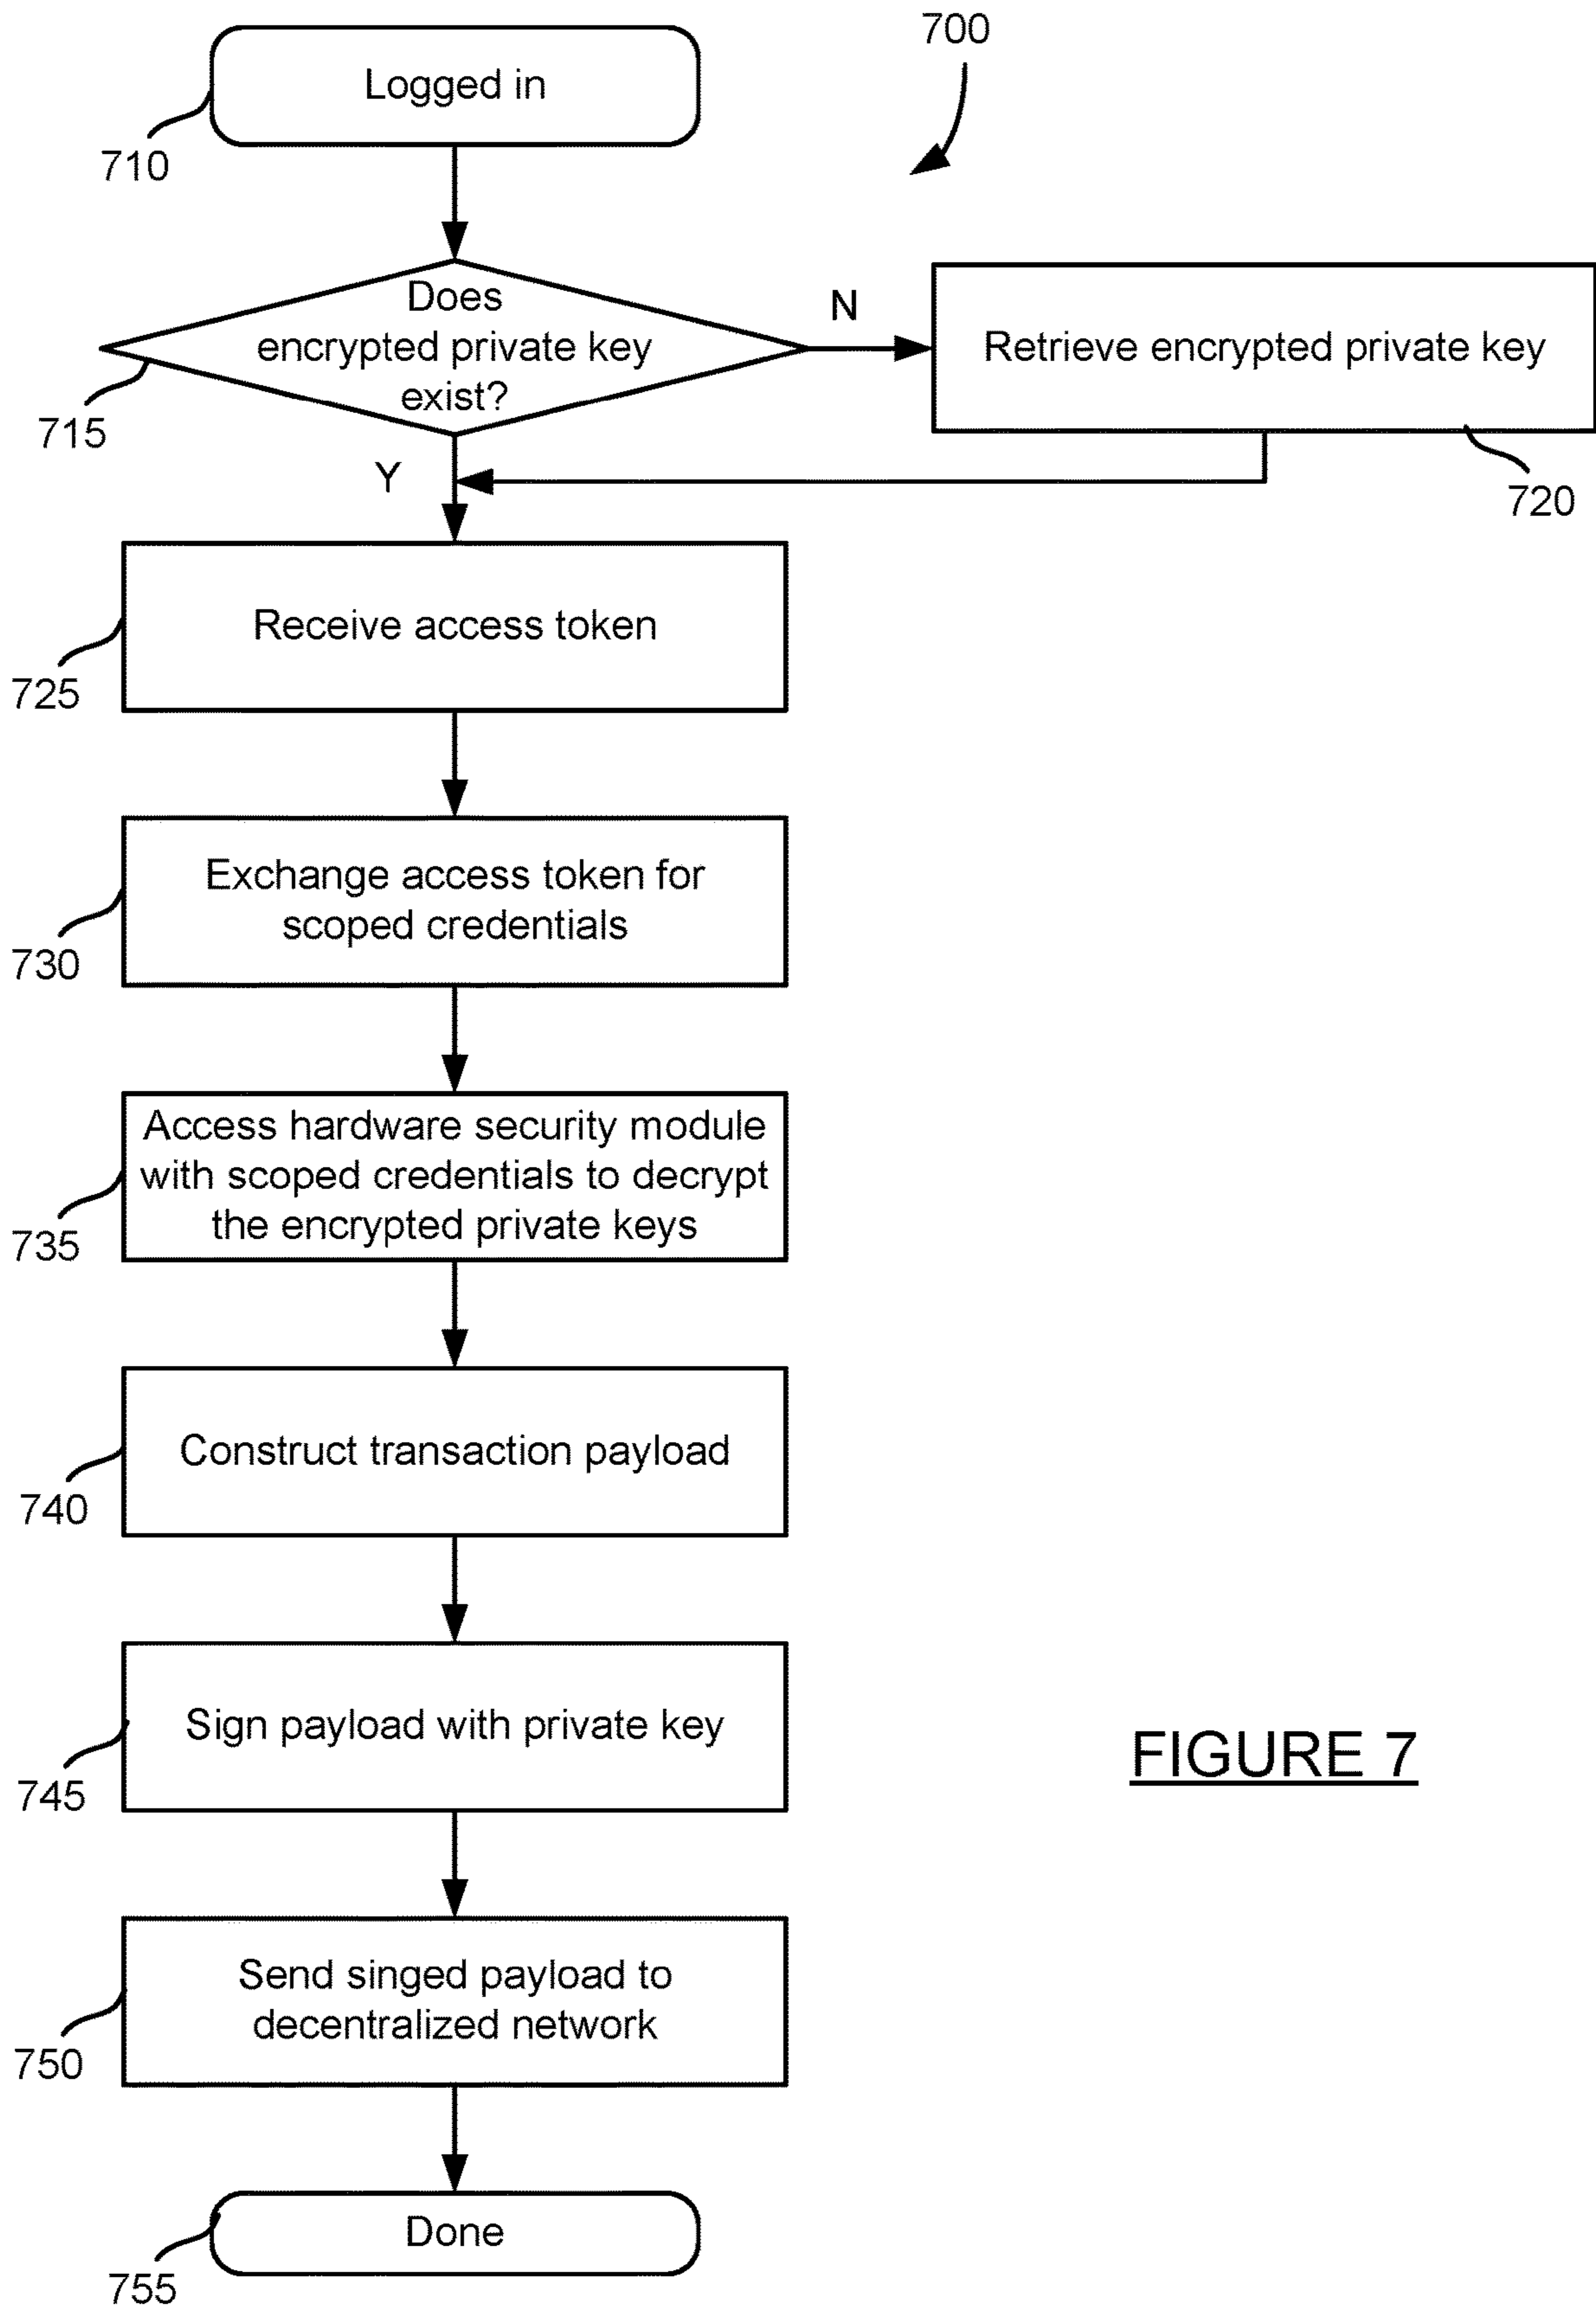 700
Logged in
710
Does
encrypted private key
exist?
N
Retrieve encrypted private key
715
Y
720
Receive access token
725
Exchange access token for
scoped credentials
730
Access hardware security module
with scoped credentials to decrypt
the encrypted private keys
735
Construct transaction payload
740
Sign payload with private key
745
FIGURE 7
Send singed payload to
decentralized network
750
Done
755